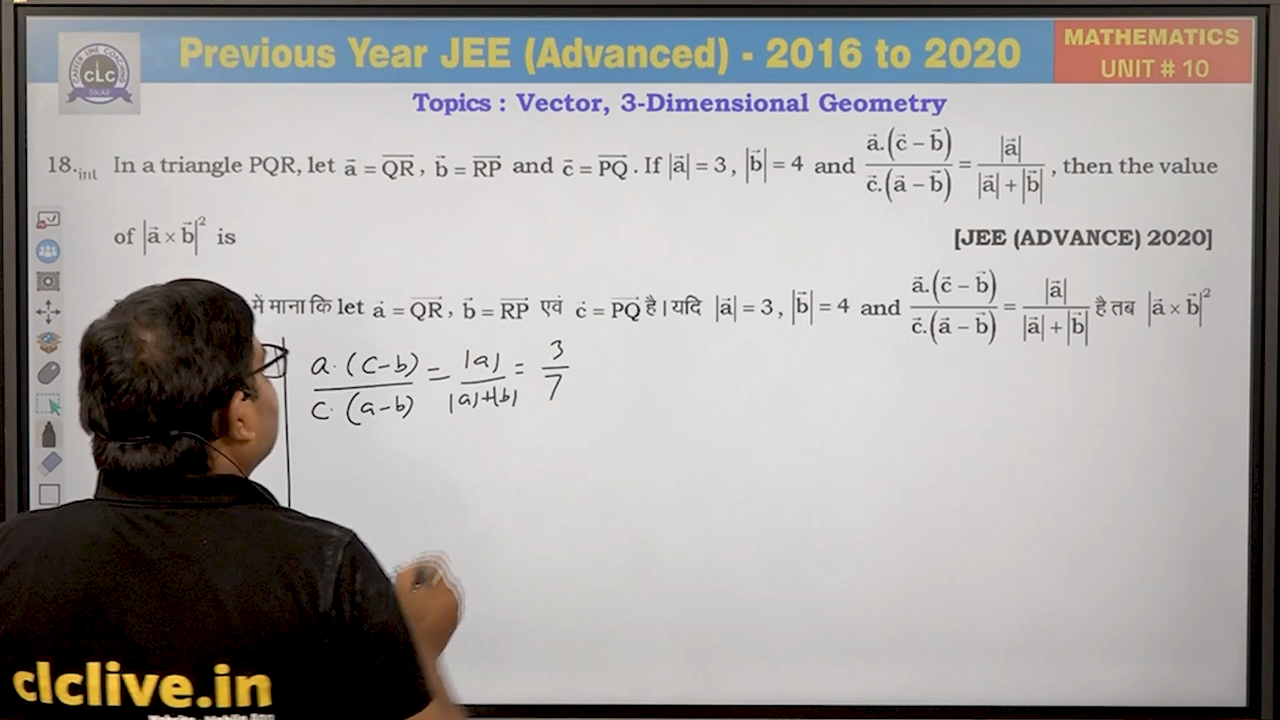 Previous Year JEE (Advanced) - 2016 to 2020
MATHEMATICS
UNIT # 10
CLC
SIKAR
Topics : Vector, 3-Dimensional Geometry
18.int In a triangle PQR, let a⃗ = QR⃗, b⃗ = RP⃗ and c⃗ = PQ⃗. If |a⃗| = 3, |b⃗| = 4 and a⃗.(c⃗ − b⃗) / c⃗.(a⃗ − b⃗) = |a⃗| / (|a⃗| + |b⃗|), then the value
of |a⃗ × b⃗|² is
[JEE (ADVANCE) 2020]
में माना कि let a⃗ = QR⃗, b⃗ = RP⃗ एवं c⃗ = PQ⃗ है। यदि |a⃗| = 3, |b⃗| = 4 and a⃗.(c⃗ − b⃗) / c⃗.(a⃗ − b⃗) = |a⃗| / (|a⃗| + |b⃗|) है तब |a⃗ × b⃗|²
a.(c−b) / c.(a−b) = |a| / |a|+|b| = 3/7
clclive.in